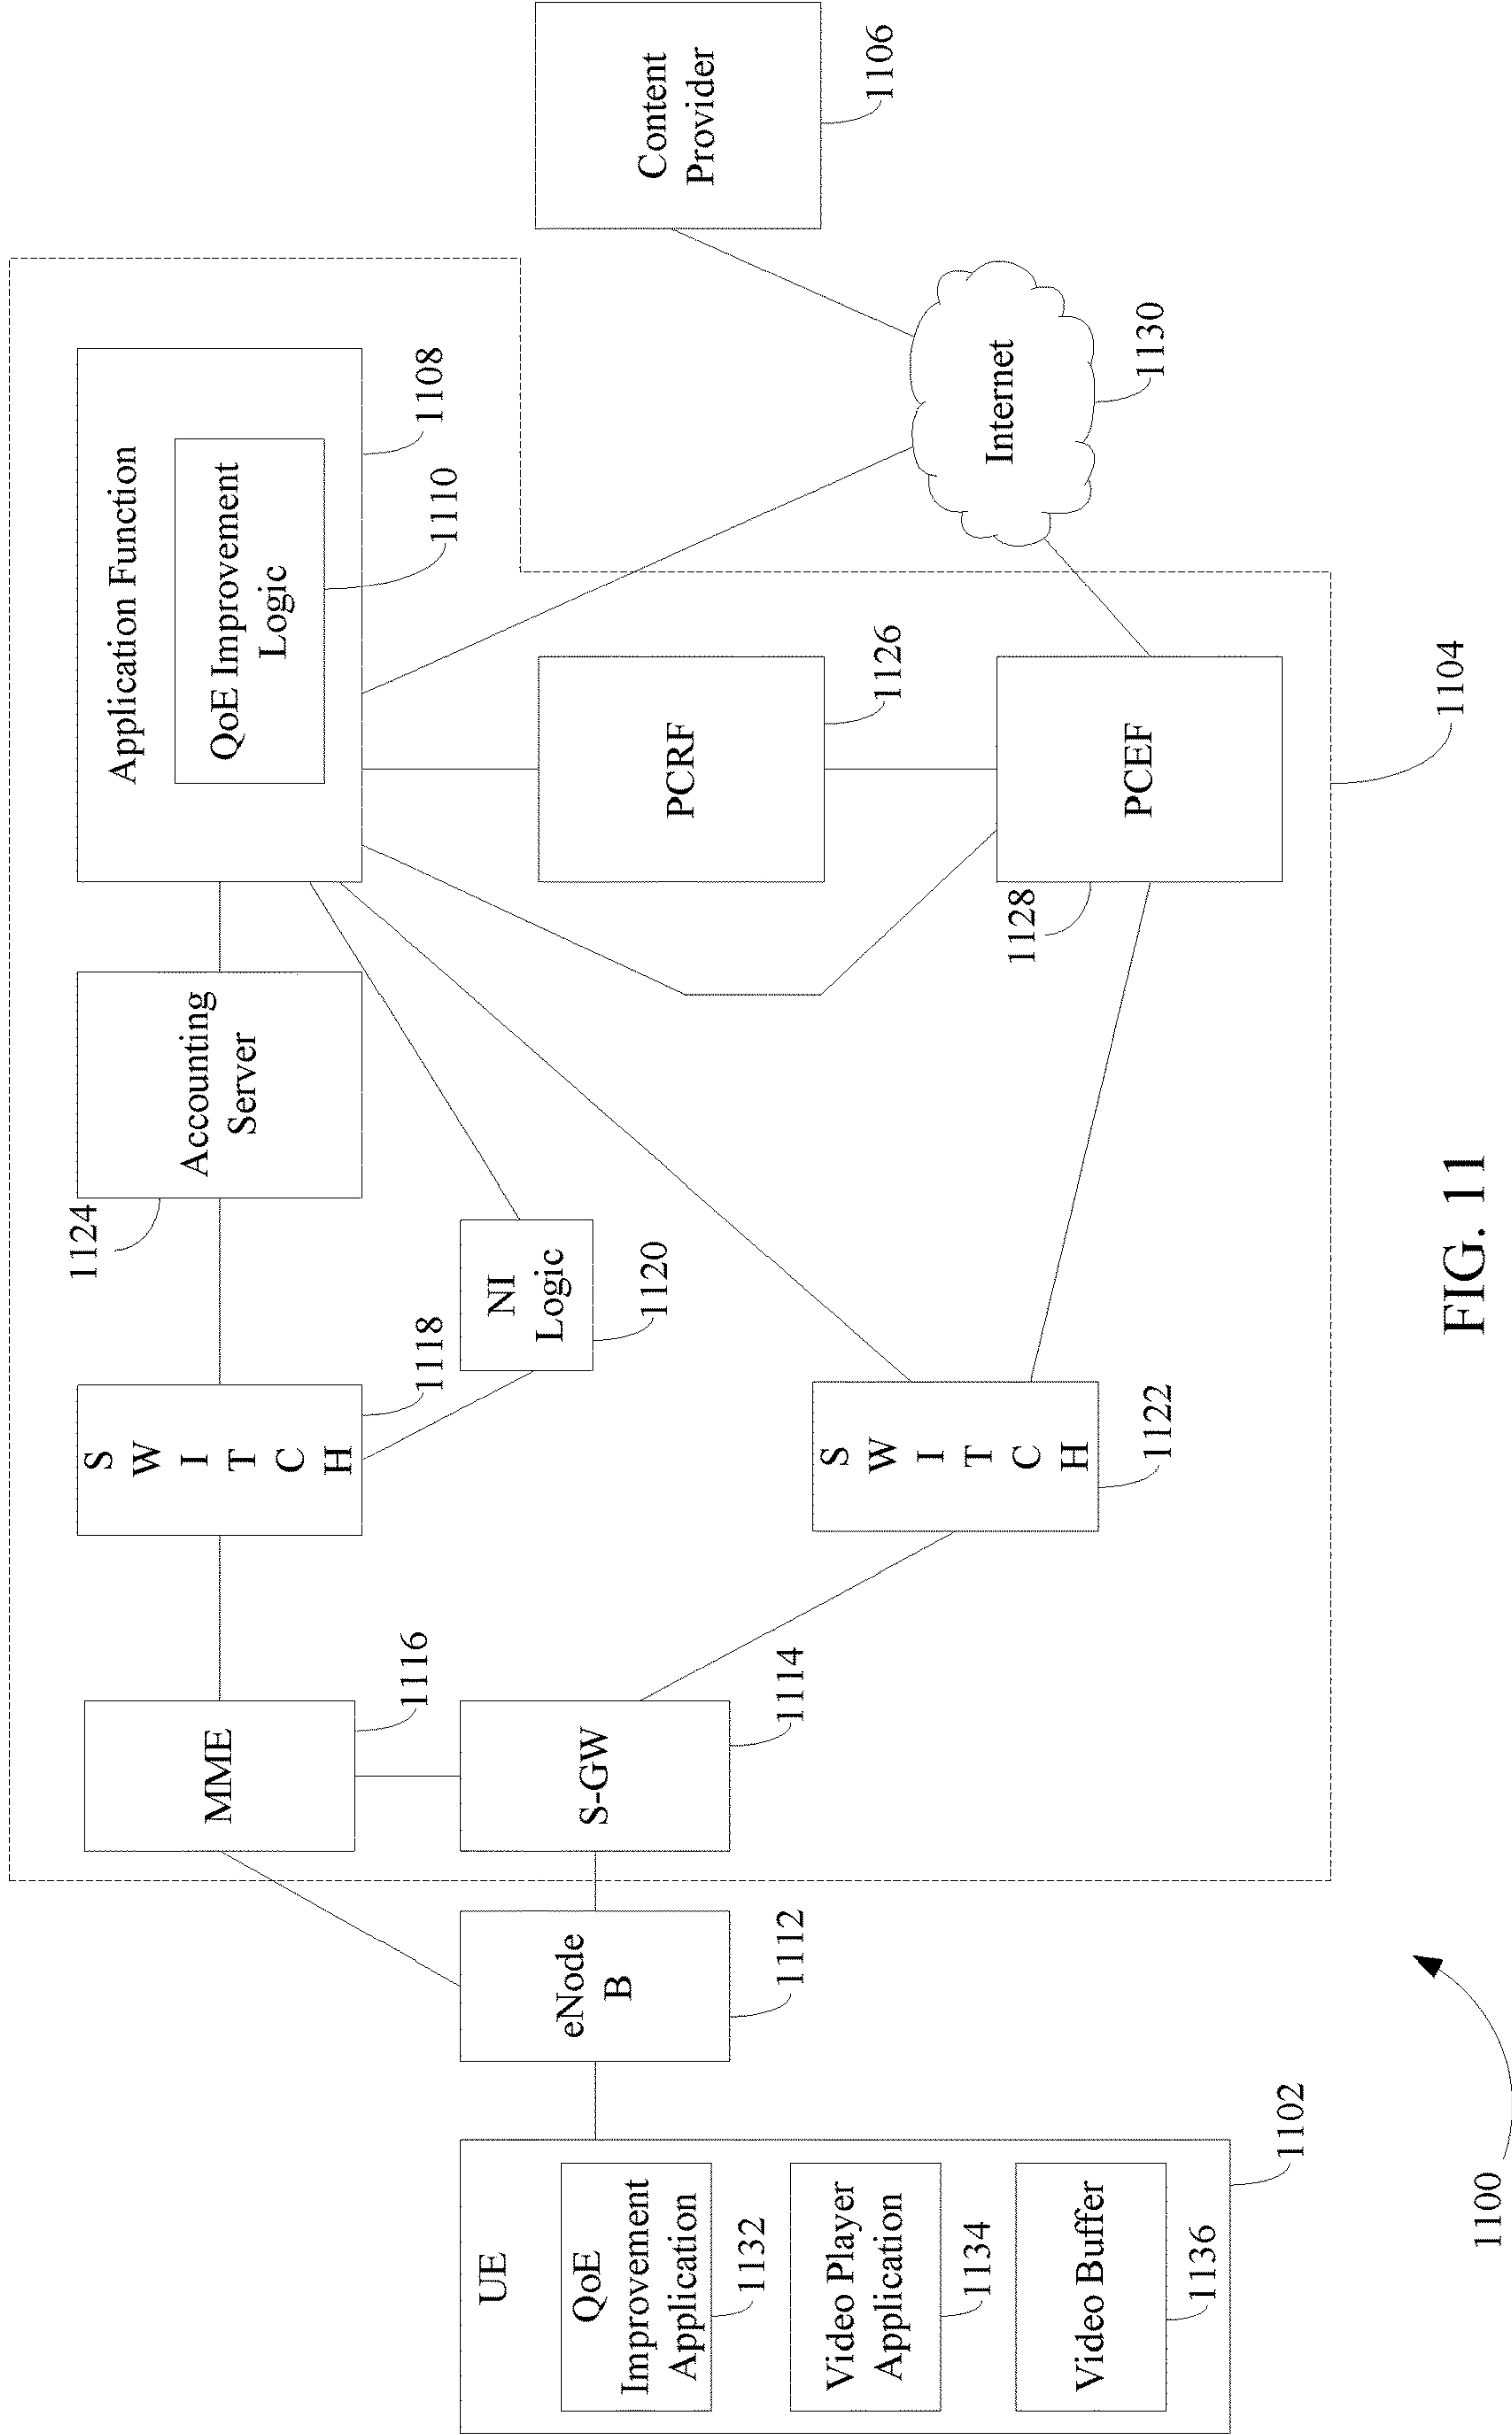 UE
QoE
Improvement
Application
1132
Video Player
Application
1134
Video Buffer
1136
1102
eNode
B
1112
MME
1116
S-GW
1114
S
W
I
T
C
H
1118
NI
Logic
1120
S
W
I
T
C
H
1122
1124
Accounting
Server
Application Function
QoE Improvement
Logic
1108
1110
PCRF
1126
PCEF
1128
1104
Internet
1130
Content
Provider
1106
1100
FIG. 11